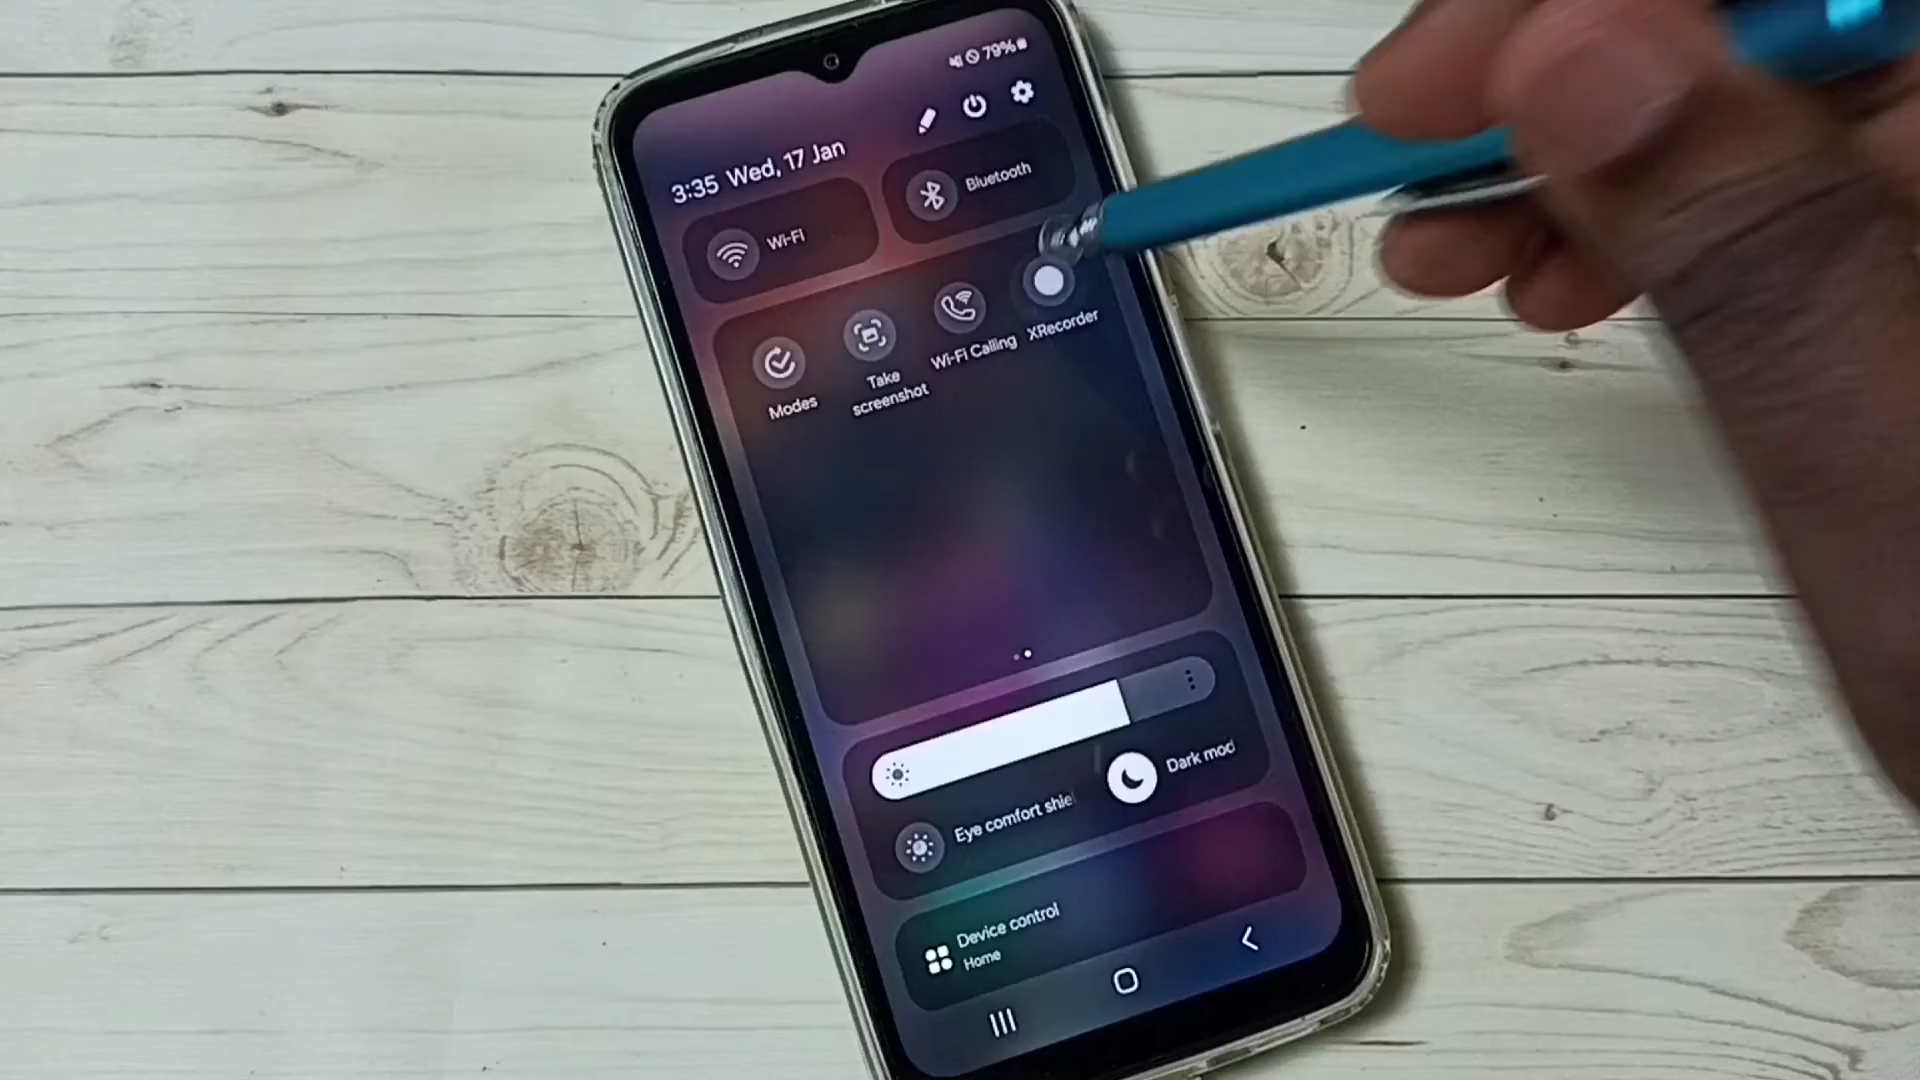 79%
3:35 Wed, 17 Jan
Wi-Fi
Bluetooth
Modes
Take
screenshot
Wi-Fi Calling
XRecorder
Eye comfort shie
Dark mod
Device control
Home